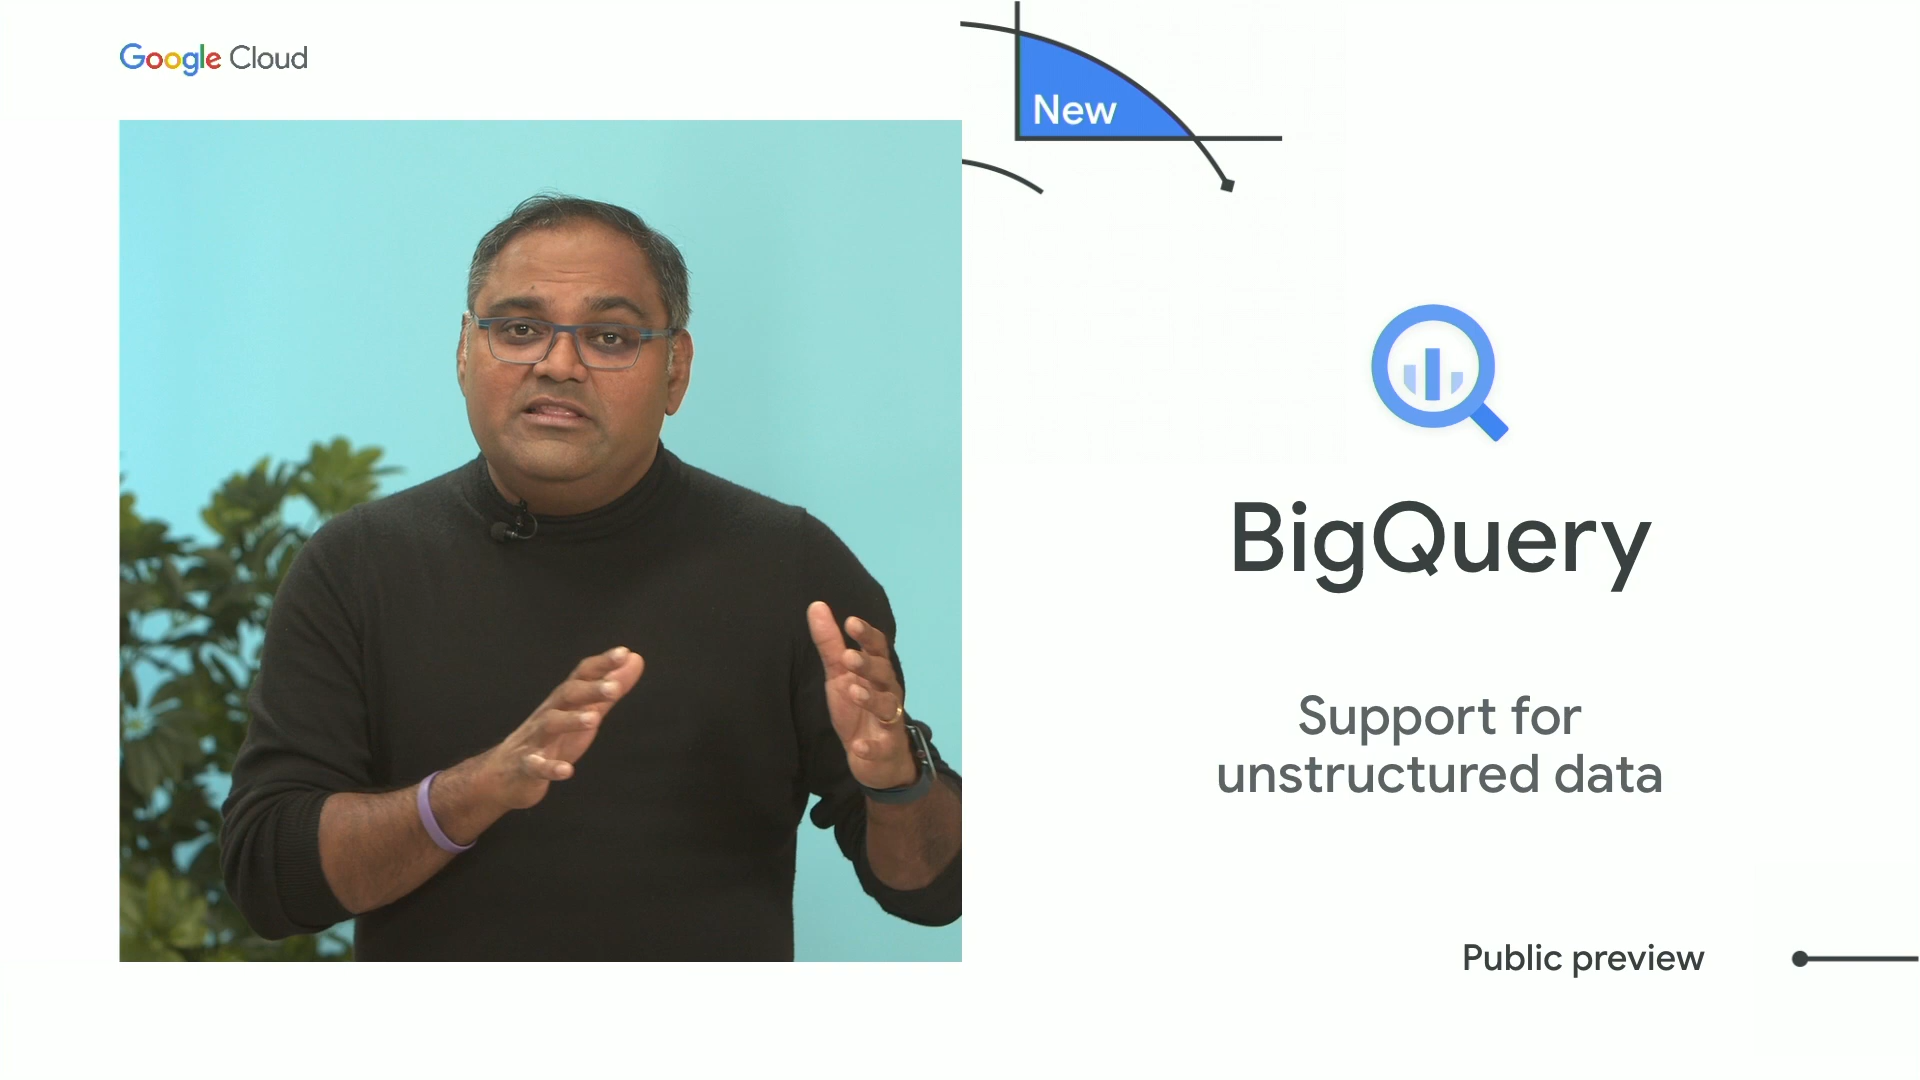 Google Cloud
New
BigQuery
Support for
unstructured data
Public preview